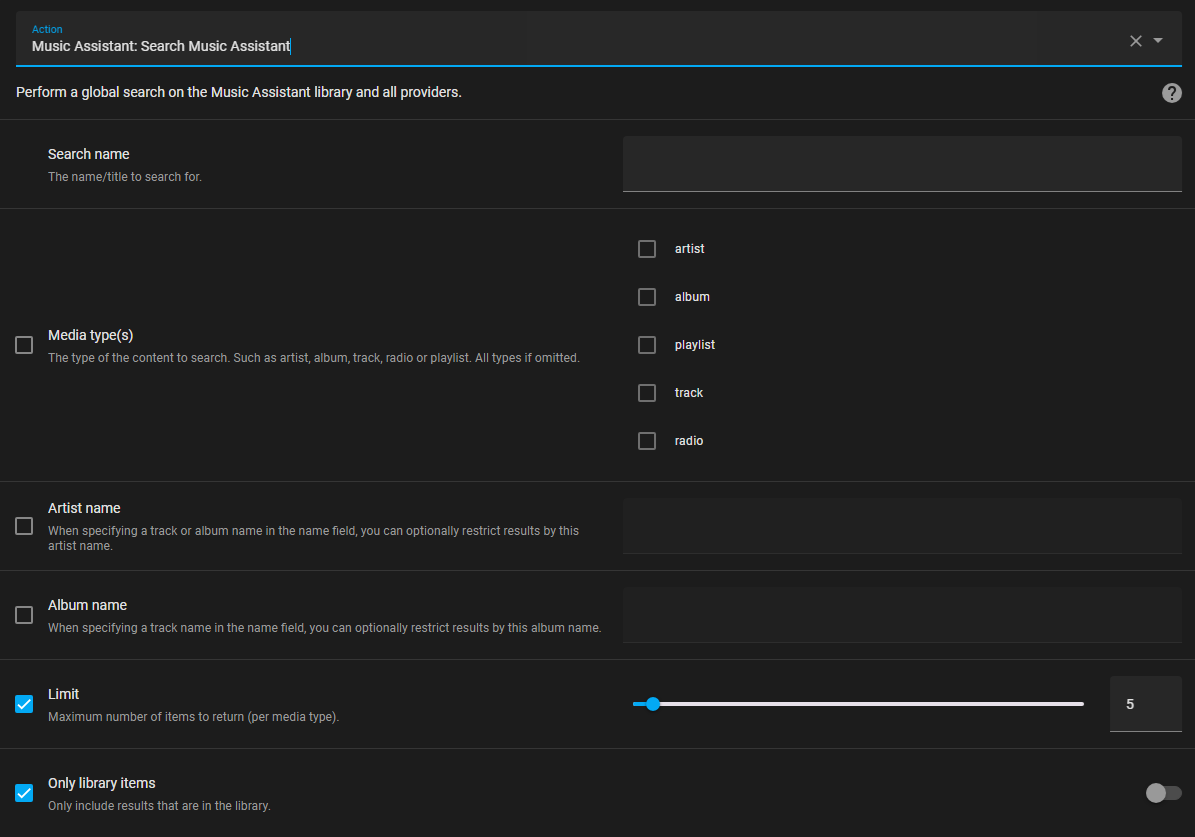 Action
Music Assistant: Search Music Assistant
Perform a global search on the Music Assistant library and all providers.
Search name
The name/title to search for.
artist
album
playlist
track
radio
Media type(s)
The type of the content to search. Such as artist, album, track, radio or playlist. All types if omitted.
Artist name
When specifying a track or album name in the name field, you can optionally restrict results by this
artist name.
Album name
When specifying a track name in the name field, you can optionally restrict results by this album name.
Limit
Maximum number of items to return (per media type).
5
Only library items
Only include results that are in the library.